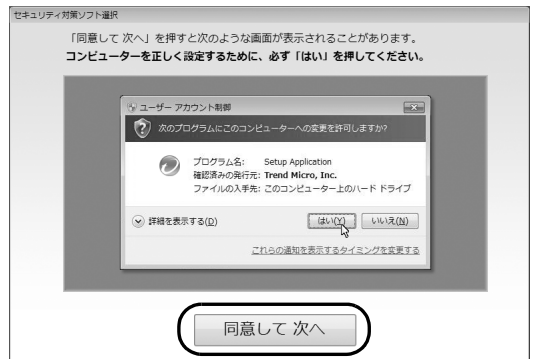 セキュリティ対策ソフト選択
「同意して 次へ」を押すと次のような画面が表示されることがあります。
コンピューターを正しく設定するために、必ず「はい」を押してください。
ユーザー アカウント制御
次のプログラムにこのコンピューターへの変更を許可しますか?
プログラム名: Setup Application
確認済みの発行元: Trend Micro, Inc.
ファイルの入手先: このコンピューター上のハード ドライブ
詳細を表示する(D) はい(Y) いいえ(N)
これらの通知を表示するタイミングを変更する
同意して 次へ